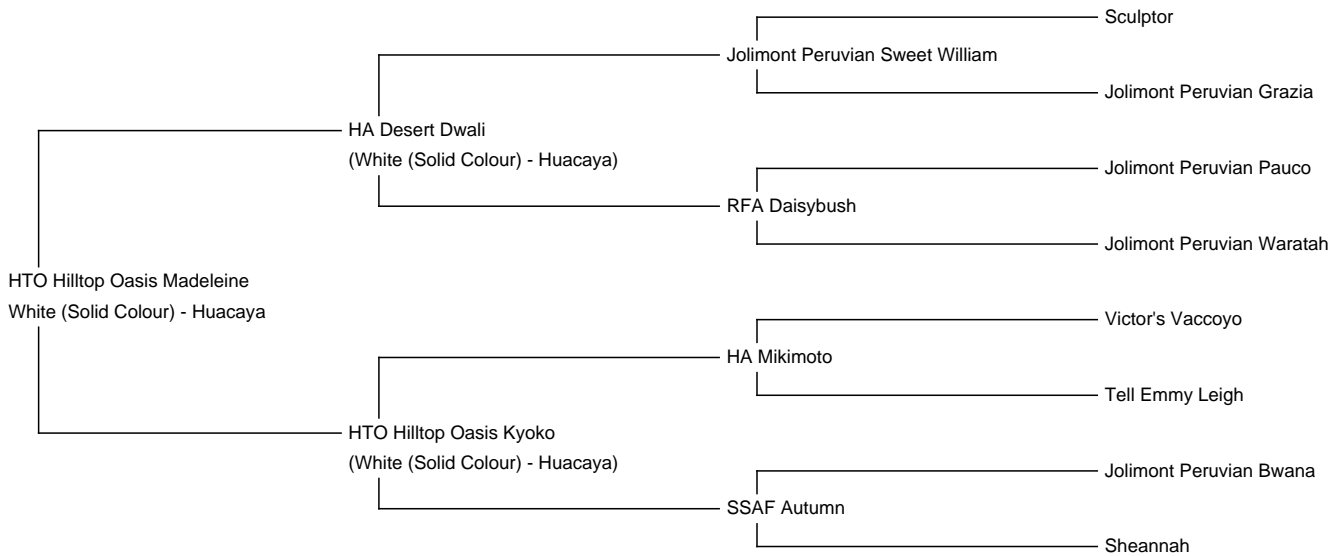 Sculptor
Jolimont Peruvian Sweet William
Jolimont Peruvian Grazia
HA Desert Dwali
(White (Solid Colour) - Huacaya)
Jolimont Peruvian Pauco
RFA Daisybush
Jolimont Peruvian Waratah
HTO Hilltop Oasis Madeleine
White (Solid Colour) - Huacaya
Victor's Vaccoyo
HA Mikimoto
Tell Emmy Leigh
HTO Hilltop Oasis Kyoko
(White (Solid Colour) - Huacaya)
Jolimont Peruvian Bwana
SSAF Autumn
Sheannah